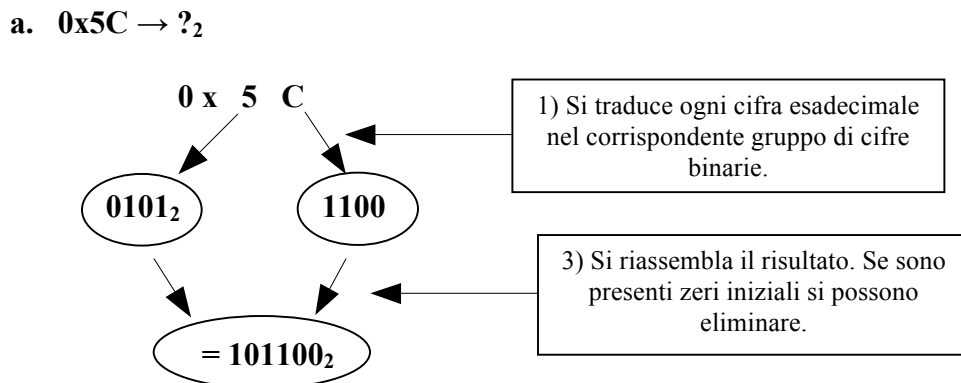 a. 0x5C → ?₂
0 x 5 C
1) Si traduce ogni cifra esadecimale
nel corrispondente gruppo di cifre
binarie.
0101₂
1100
3) Si riassembla il risultato. Se sono
presenti zeri iniziali si possono
eliminare.
= 101100₂